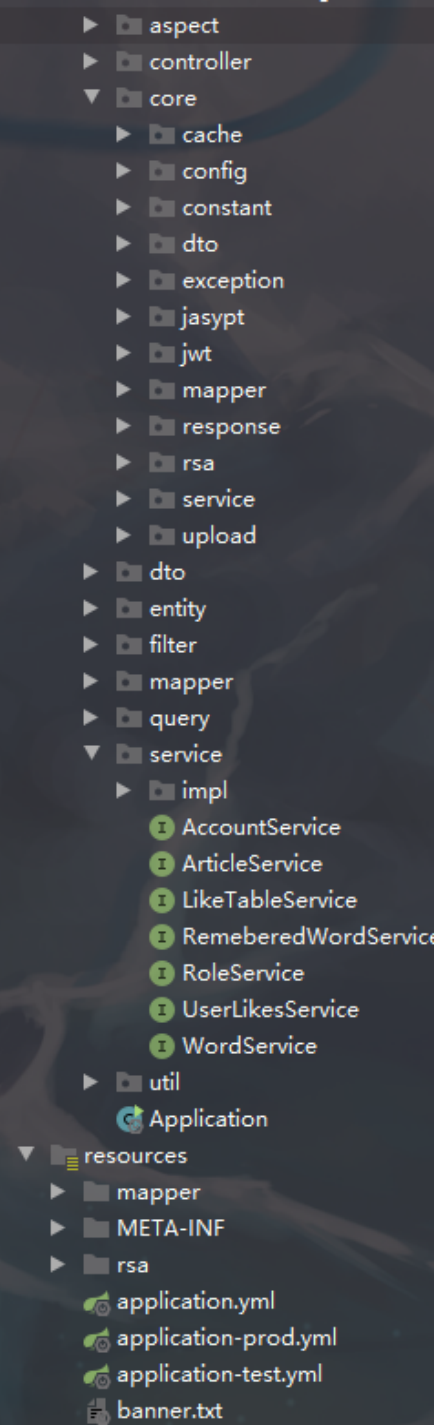 aspect
controller
core
cache
config
constant
dto
exception
jasypt
jwt
mapper
response
rsa
service
upload
dto
entity
filter
mapper
query
service
impl
AccountService
ArticleService
LikeTableService
RemeberedWordService
RoleService
UserLikesService
WordService
util
Application
resources
mapper
META-INF
rsa
application.yml
application-prod.yml
application-test.yml
banner.txt